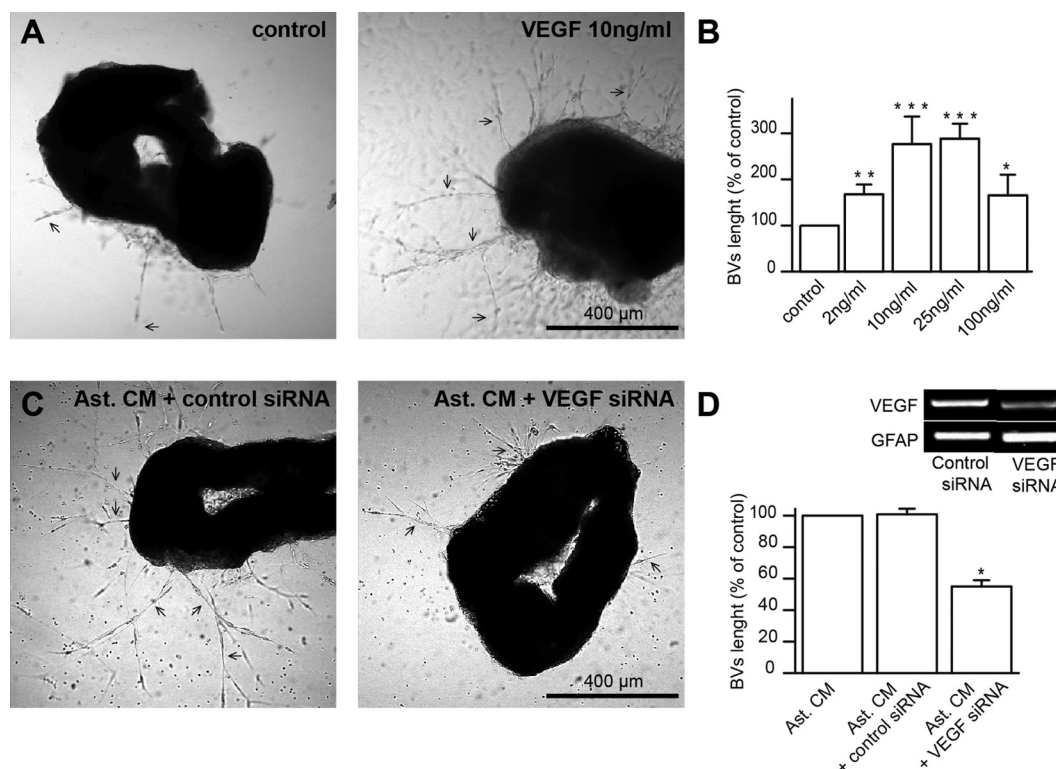 A
control
VEGF 10ng/ml
400 µm
B
BVs lenght (% of control)
300
200
100
0
* *
* * *
* * *
*
control
2ng/ml
10ng/ml
25ng/ml
100ng/ml
C
Ast. CM + control siRNA
Ast. CM + VEGF siRNA
400 µm
D
VEGF
GFAP
Control
siRNA
VEGF
siRNA
BVs lenght (% of control)
100
80
60
40
20
0
*
Ast. CM
Ast. CM
+ control siRNA
Ast. CM
+ VEGF siRNA